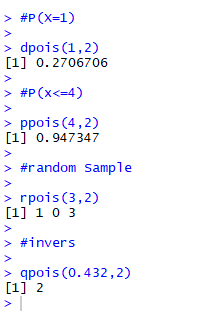 > #P(X=1)
>
> dpois(1,2)
[1] 0.2706706
>
> #P(x<=4)
>
> ppois(4,2)
[1] 0.947347
>
> #random Sample
>
> rpois(3,2)
[1] 1 0 3
>
> #invers
>
> qpois(0.432,2)
[1] 2
>